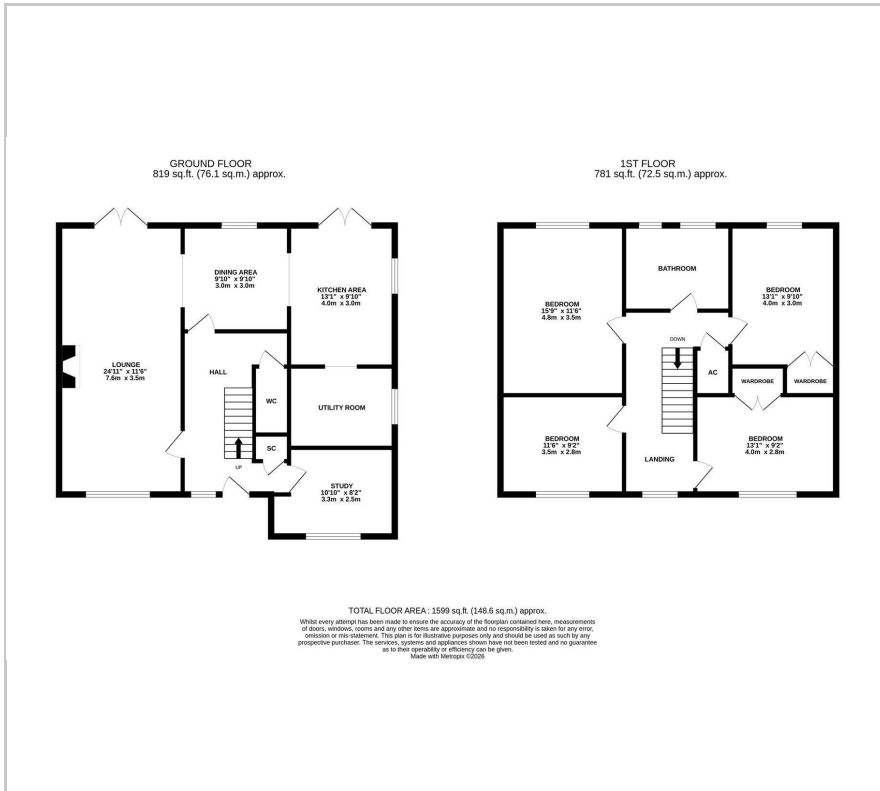 GROUND FLOOR
819 sq.ft. (76.1 sq.m.) approx.
DINING AREA
9'10" x 9'10"
3.0m x 3.0m
KITCHEN AREA
13'1" x 9'10"
4.0m x 3.0m
LOUNGE
24'11" x 11'6"
7.6m x 3.5m
HALL
WC
UTILITY ROOM
SC
UP
STUDY
10'10" x 8'2"
3.3m x 2.5m
1ST FLOOR
781 sq.ft. (72.5 sq.m.) approx.
BATHROOM
BEDROOM
15'9" x 11'6"
4.8m x 3.5m
BEDROOM
13'1" x 9'10"
4.0m x 3.0m
DOWN
AC
WARDROBE
WARDROBE
BEDROOM
11'6" x 9'2"
3.5m x 2.8m
LANDING
BEDROOM
13'1" x 9'2"
4.0m x 2.8m
TOTAL FLOOR AREA : 1599 sq.ft. (148.6 sq.m.) approx.
Whilst every attempt has been made to ensure the accuracy of the floorplan contained here, measurements
of doors, windows, rooms and any other items are approximate and no responsibility is taken for any error,
omission or mis-statement. This plan is for illustrative purposes only and should be used as such by any
prospective purchaser. The services, systems and appliances shown have not been tested and no guarantee
as to their operability or efficiency can be given.
Made with Metropix ©2026